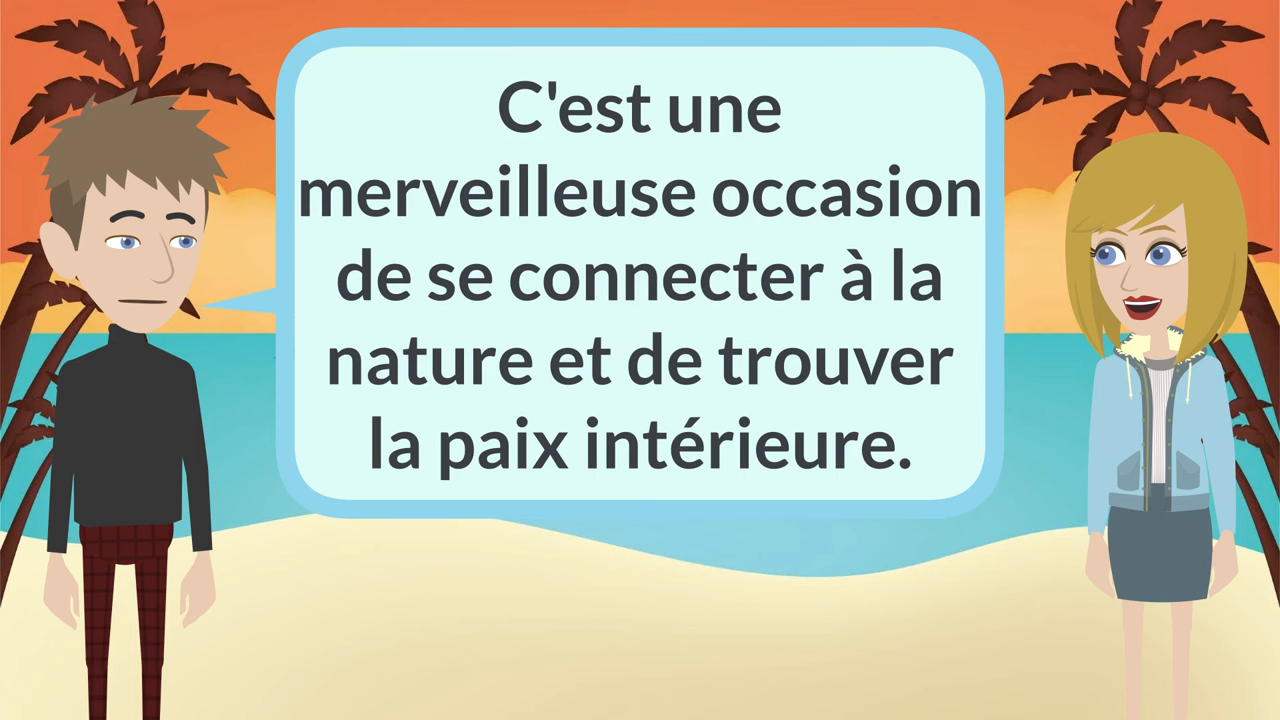 C'est une
merveilleuse occasion
de se connecter à la
nature et de trouver
la paix intérieure.